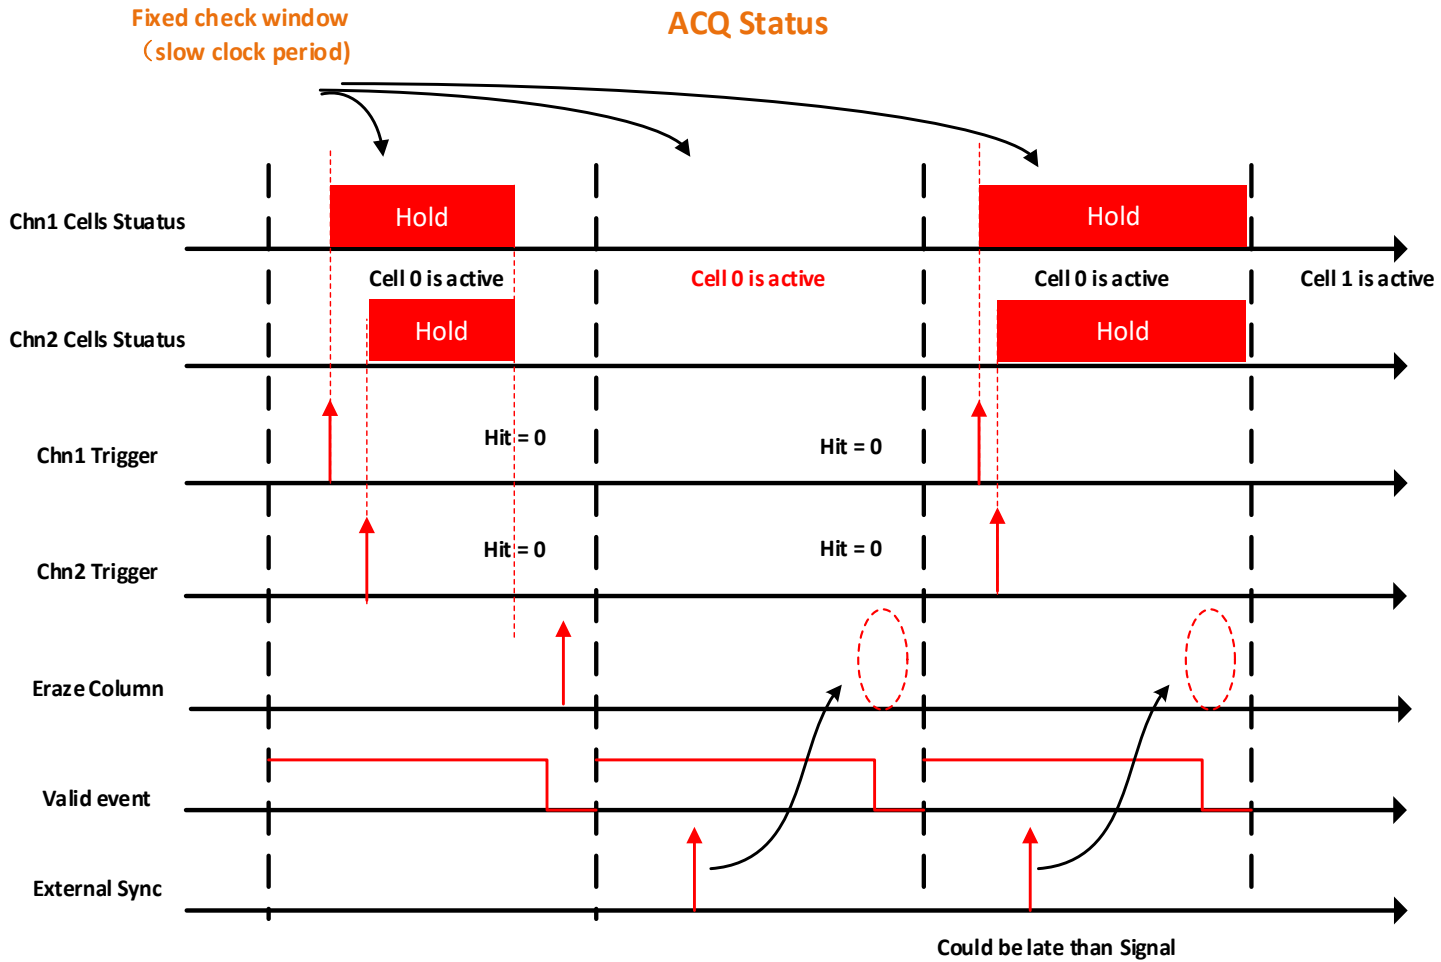 Fixed check window
（slow clock period)
ACQ Status
Chn1 Cells Stuatus
Hold
Hold
Cell 0 is active
Cell 0 is active
Cell 0 is active
Cell 1 is active
Chn2 Cells Stuatus
Hold
Hold
Chn1 Trigger
Hit = 0
Hit = 0
Chn2 Trigger
Hit = 0
Hit = 0
Eraze Column
Valid event
External Sync
Could be late than Signal